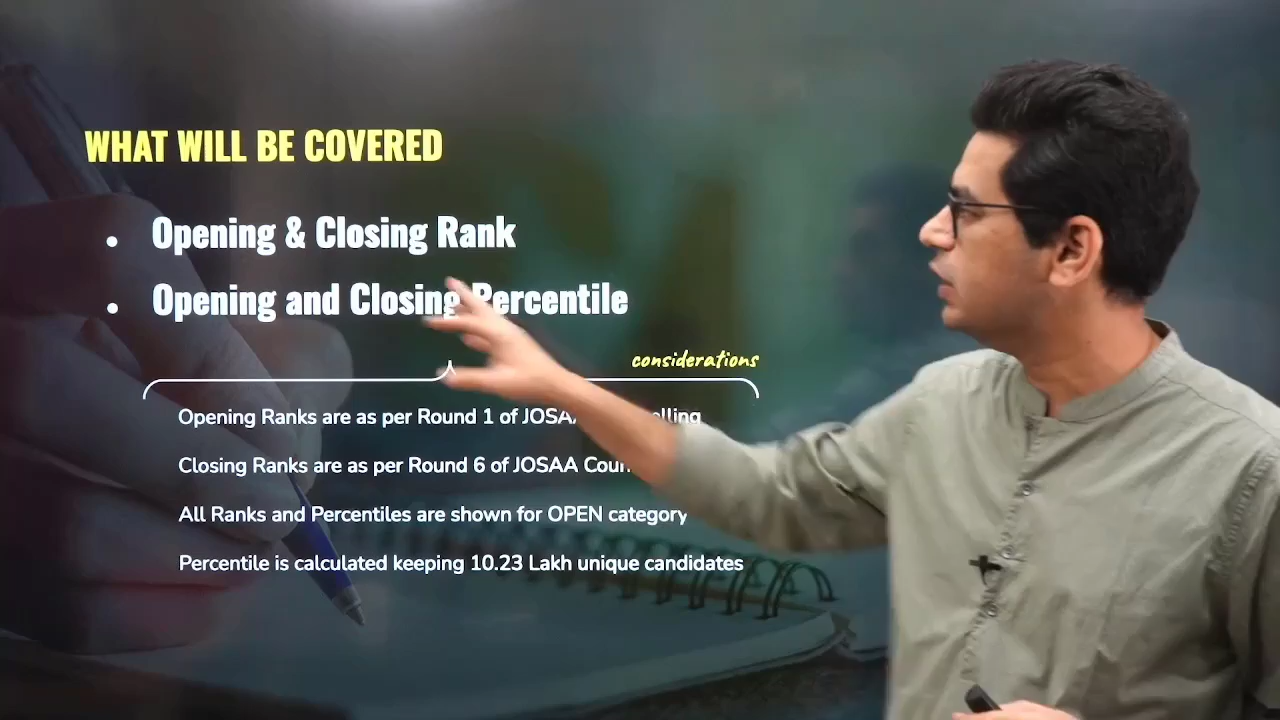 WHAT WILL BE COVERED
Opening & Closing Rank
Opening and Closing Percentile
considerations
Opening Ranks are as per Round 1 of JOSAA
Closing Ranks are as per Round 6 of JOSAA
All Ranks and Percentiles are shown for OPEN category
Percentile is calculated keeping 10.23 Lakh unique candidates